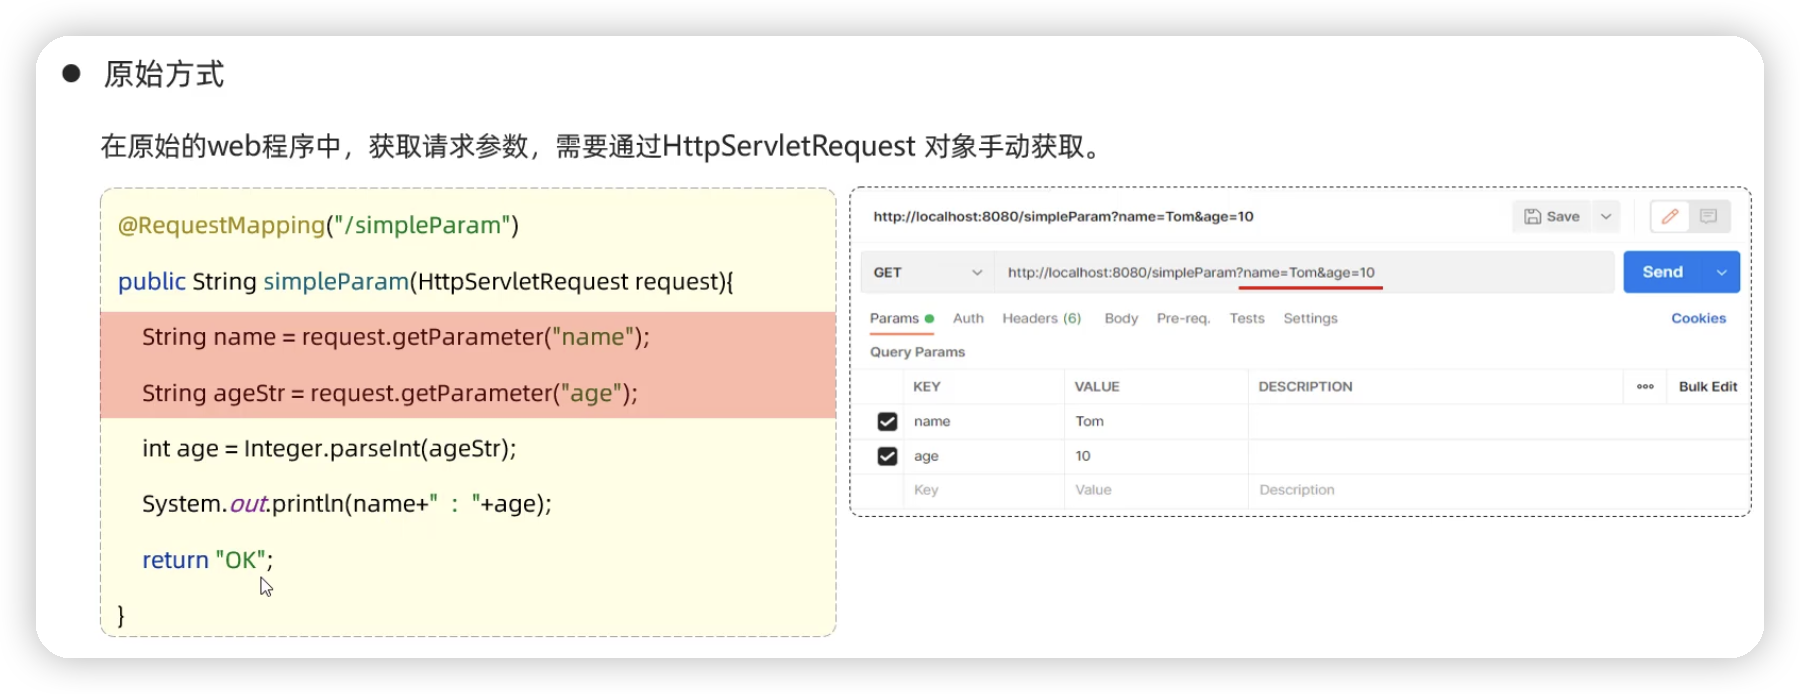 原始方式
在原始的web程序中，获取请求参数，需要通过HttpServletRequest 对象手动获取。
@RequestMapping("/simpleParam")
public String simpleParam(HttpServletRequest request){
String name = request.getParameter("name");
String ageStr = request.getParameter("age");
int age = Integer.parseInt(ageStr);
System.out.println(name+" : "+age);
return "OK";
}
http://localhost:8080/simpleParam?name=Tom&age=10 Save
GET http://localhost:8080/simpleParam?name=Tom&age=10 Send
Params Auth Headers (6) Body Pre-req. Tests Settings Cookies
Query Params
KEY VALUE DESCRIPTION ooo Bulk Edit
name Tom
age 10
Key Value Description